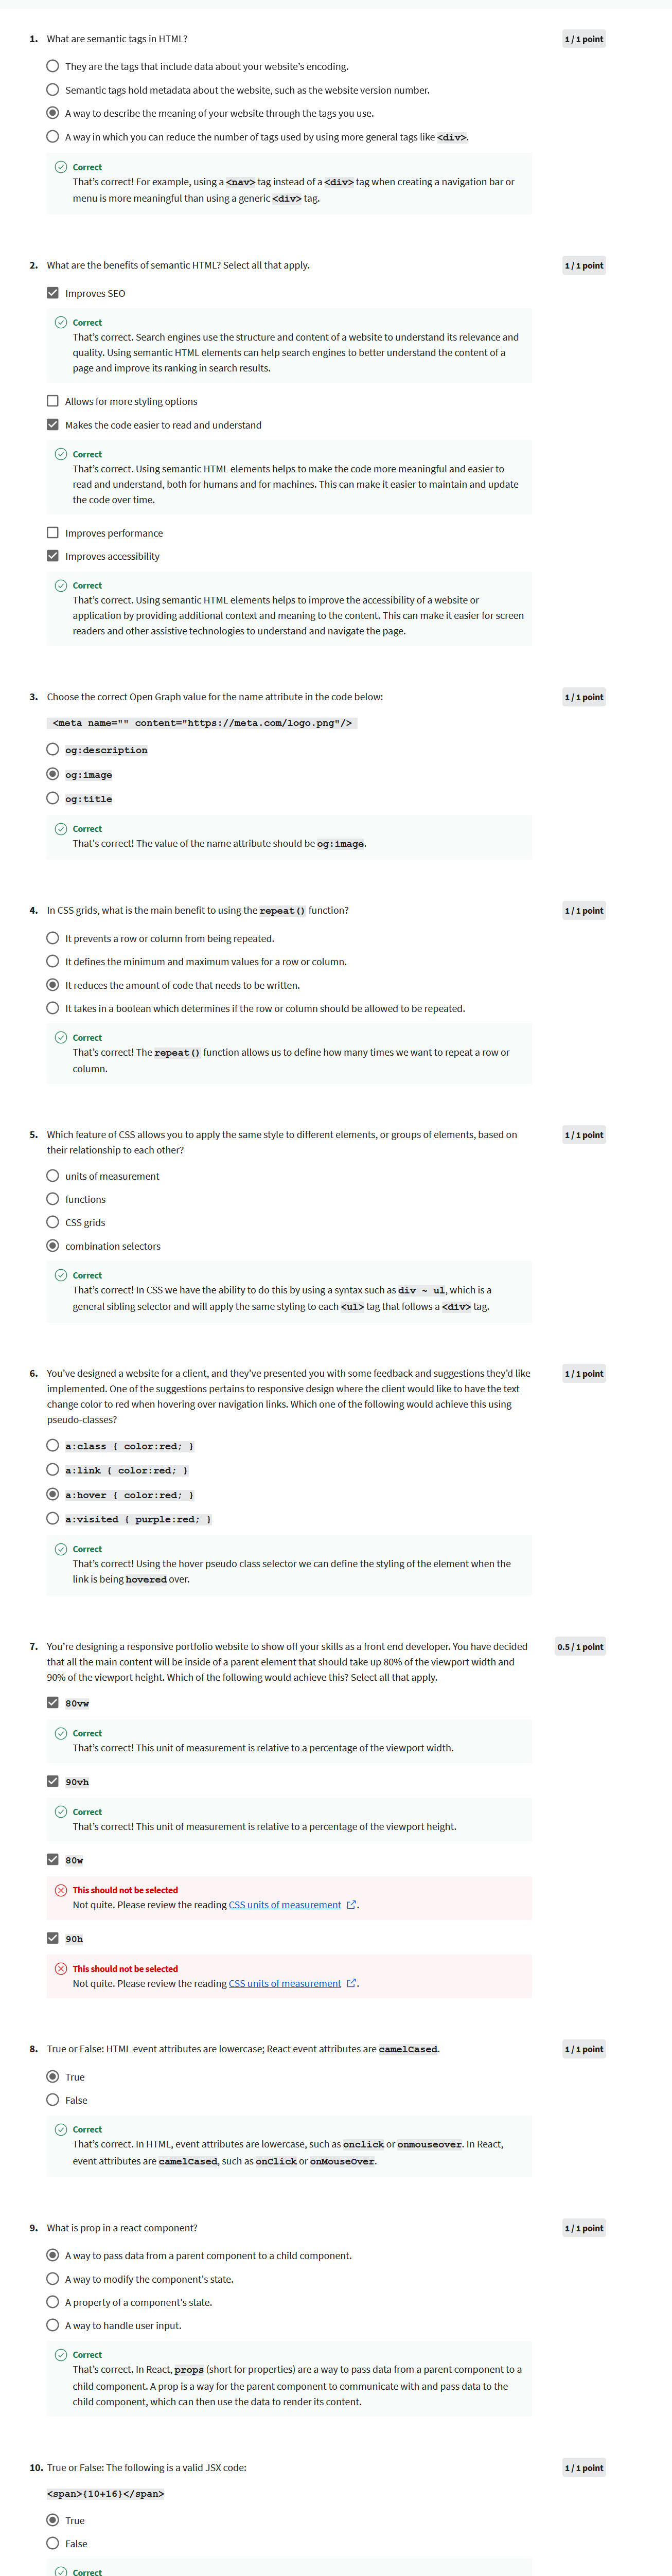 1. What are semantic tags in HTML?
1 / 1 point
They are the tags that include data about your website's encoding.
Semantic tags hold metadata about the website, such as the website version number.
A way to describe the meaning of your website through the tags you use.
A way in which you can reduce the number of tags used by using more general tags like <div>.
Correct
That's correct! For example, using a <nav> tag instead of a <div> tag when creating a navigation bar or
menu is more meaningful than using a generic <div> tag.
2. What are the benefits of semantic HTML? Select all that apply.
1 / 1 point
Improves SEO
Correct
That's correct. Search engines use the structure and content of a website to understand its relevance and
quality. Using semantic HTML elements can help search engines to better understand the content of a
page and improve its ranking in search results.
Allows for more styling options
Makes the code easier to read and understand
Correct
That's correct. Using semantic HTML elements helps to make the code more meaningful and easier to
read and understand, both for humans and for machines. This can make it easier to maintain and update
the code over time.
Improves performance
Improves accessibility
Correct
That's correct. Using semantic HTML elements helps to improve the accessibility of a website or
application by providing additional context and meaning to the content. This can make it easier for screen
readers and other assistive technologies to understand and navigate the page.
3. Choose the correct Open Graph value for the name attribute in the code below:
1 / 1 point
<meta name="" content="https://meta.com/logo.png"/>
og:description
og:image
og:title
Correct
That's correct! The value of the name attribute should be og:image.
4. In CSS grids, what is the main benefit to using the repeat() function?
1 / 1 point
It prevents a row or column from being repeated.
It defines the minimum and maximum values for a row or column.
It reduces the amount of code that needs to be written.
It takes in a boolean which determines if the row or column should be allowed to be repeated.
Correct
That's correct! The repeat() function allows us to define how many times we want to repeat a row or
column.
5. Which feature of CSS allows you to apply the same style to different elements, or groups of elements, based on
their relationship to each other?
1 / 1 point
units of measurement
functions
CSS grids
combination selectors
Correct
That's correct! In CSS we have the ability to do this by using a syntax such as div ~ ul, which is a
general sibling selector and will apply the same styling to each <ul> tag that follows a <div> tag.
6. You've designed a website for a client, and they've presented you with some feedback and suggestions they'd like
implemented. One of the suggestions pertains to responsive design where the client would like to have the text
change color to red when hovering over navigation links. Which one of the following would achieve this using
pseudo-classes?
1 / 1 point
a:class { color:red; }
a:link { color:red; }
a:hover { color:red; }
a:visited { purple:red; }
Correct
That's correct! Using the hover pseudo class selector we can define the styling of the element when the
link is being hovered over.
7. You're designing a responsive portfolio website to show off your skills as a front end developer. You have decided
that all the main content will be inside of a parent element that should take up 80% of the viewport width and
90% of the viewport height. Which of the following would achieve this? Select all that apply.
0.5 / 1 point
80vw
Correct
That's correct! This unit of measurement is relative to a percentage of the viewport width.
90vh
Correct
That's correct! This unit of measurement is relative to a percentage of the viewport height.
80w
This should not be selected
Not quite. Please review the reading CSS units of measurement.
90h
This should not be selected
Not quite. Please review the reading CSS units of measurement.
8. True or False: HTML event attributes are lowercase; React event attributes are camelCased.
1 / 1 point
True
False
Correct
That's correct. In HTML, event attributes are lowercase, such as onclick or onmouseover. In React,
event attributes are camelCased, such as onClick or onMouseOver.
9. What is prop in a react component?
1 / 1 point
A way to pass data from a parent component to a child component.
A way to modify the component's state.
A property of a component's state.
A way to handle user input.
Correct
That's correct. In React, props (short for properties) are a way to pass data from a parent component to a
child component. A prop is a way for the parent component to communicate with and pass data to the
child component, which can then use the data to render its content.
10. True or False: The following is a valid JSX code:
1 / 1 point
<span>{10+16}</span>
True
False
Correct